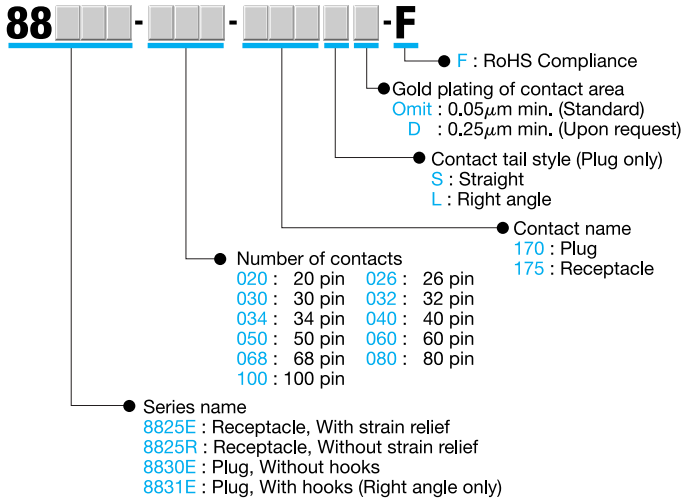 88 - - -F
F : RoHS Compliance
Gold plating of contact area
Omit : 0.05μm min. (Standard)
D : 0.25μm min. (Upon request)
Contact tail style (Plug only)
S : Straight
L : Right angle
Contact name
170 : Plug
175 : Receptacle
Number of contacts
020 : 20 pin 026 : 26 pin
030 : 30 pin 032 : 32 pin
034 : 34 pin 040 : 40 pin
050 : 50 pin 060 : 60 pin
068 : 68 pin 080 : 80 pin
100 : 100 pin
Series name
8825E : Receptacle, With strain relief
8825R : Receptacle, Without strain relief
8830E : Plug, Without hooks
8831E : Plug, With hooks (Right angle only)